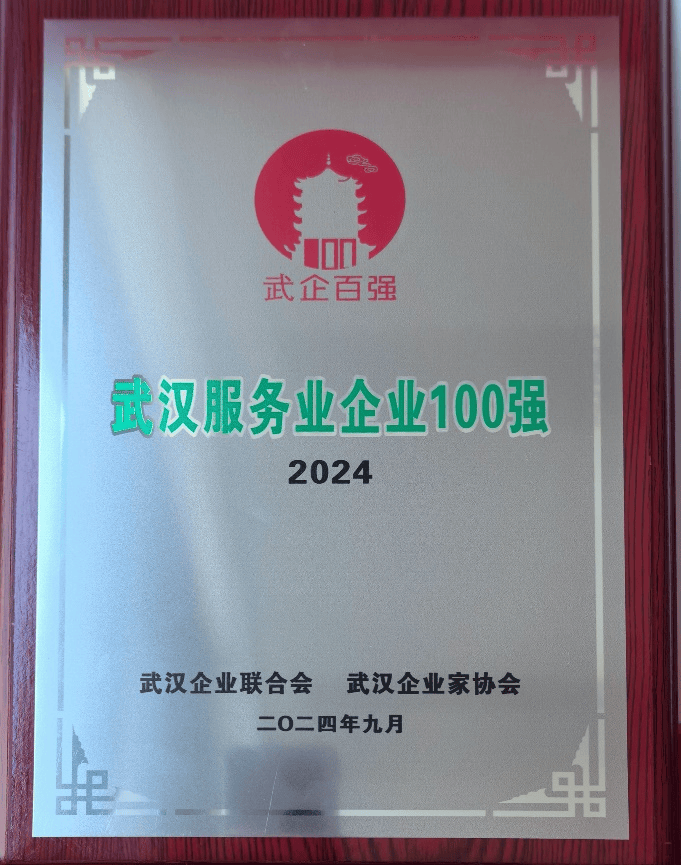 100
武企百强
武汉服务业企业100强
2024
武汉企业联合会 武汉企业家协会
二〇二四年九月